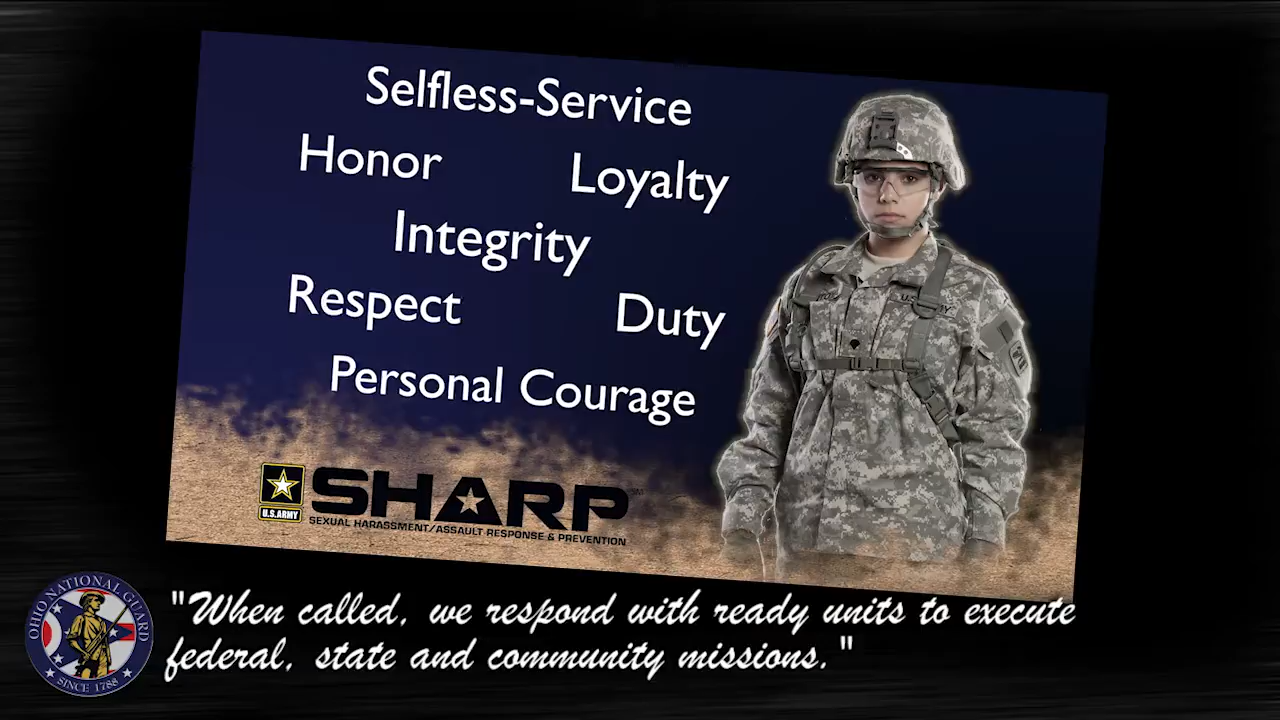 Selfless-Service
Honor Loyalty
Integrity
Respect Duty
Personal Courage
U.S.ARMY SHARP
SEXUAL HARASSMENT/ASSAULT RESPONSE & PREVENTION
OHIO NATIONAL GUARD
SINCE 1788
"When called, we respond with ready units to execute
federal, state and community missions."